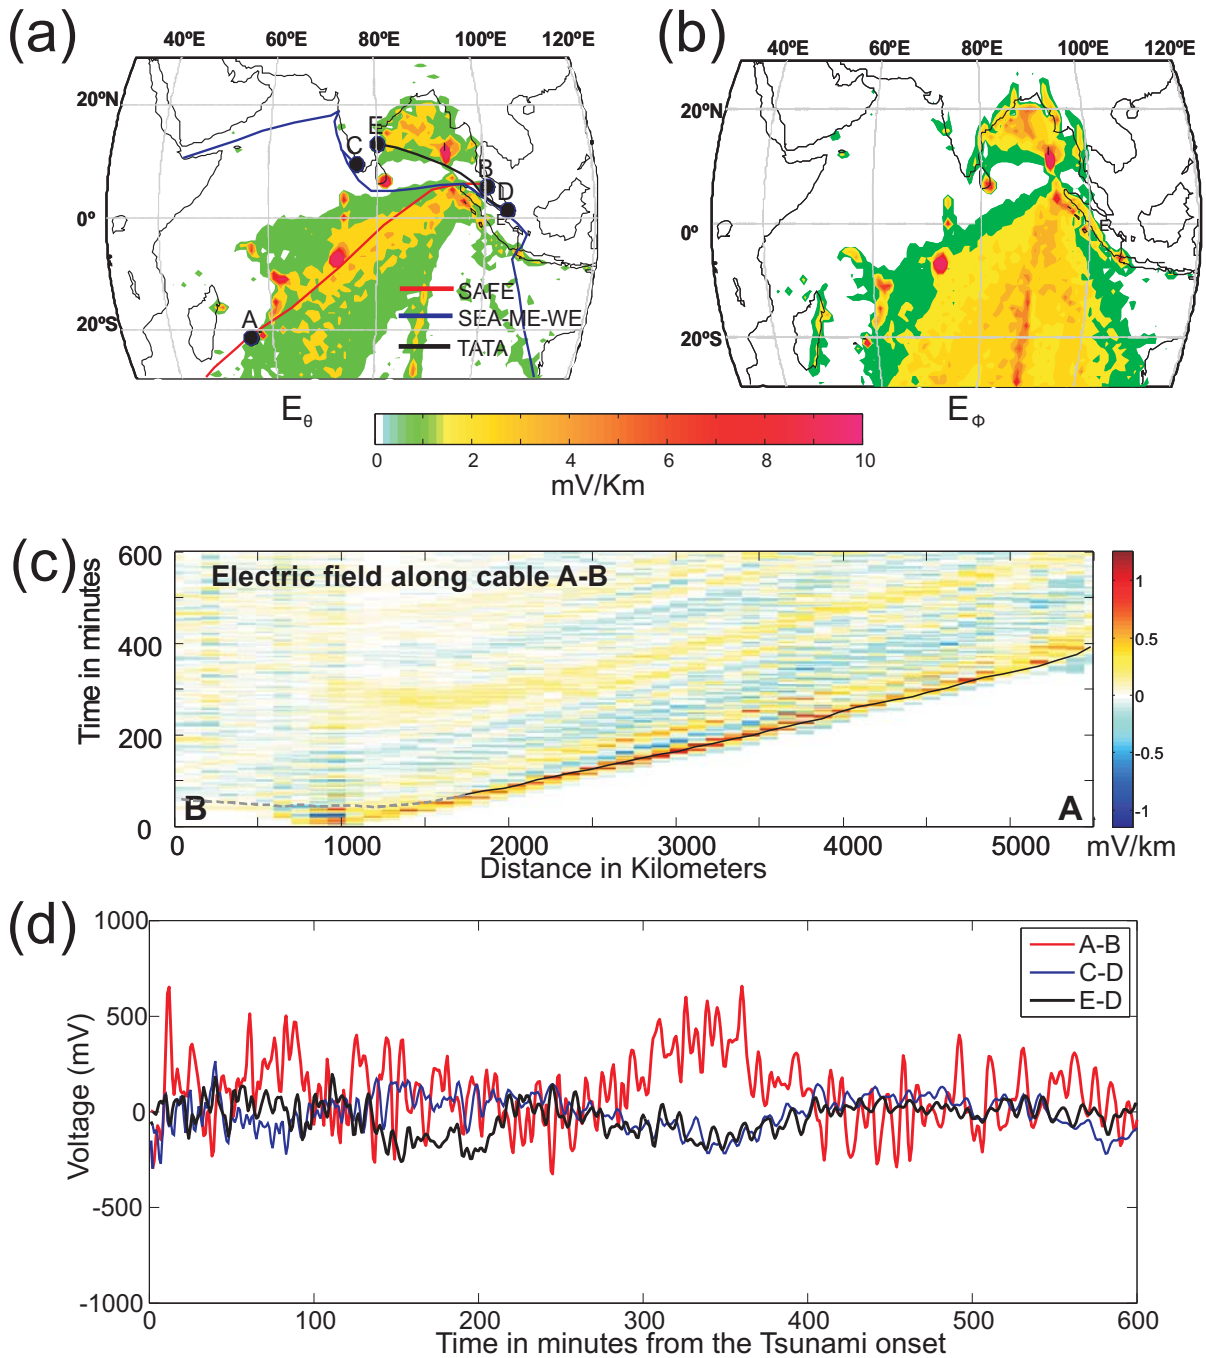 (a)
40ºE 60ºE 80ºE 100ºE 120ºE
20ºN
0º
20ºS
E
C
B
D
A
SAFE
SEA-ME-WE
TATA
Eθ
(b)
40ºE 60ºE 80ºE 100ºE 120ºE
20ºN
0º
20ºS
EΦ
0 2 4 6 8 10
mV/Km
(c)
Electric field along cable A-B
Time in minutes
600
400
200
0
B
A
0 1000 2000 3000 4000 5000
Distance in Kilometers
1
0.5
0
-0.5
-1
mV/km
(d)
Voltage (mV)
1000
500
0
-500
-1000
A-B
C-D
E-D
0 100 200 300 400 500 600
Time in minutes from the Tsunami onset